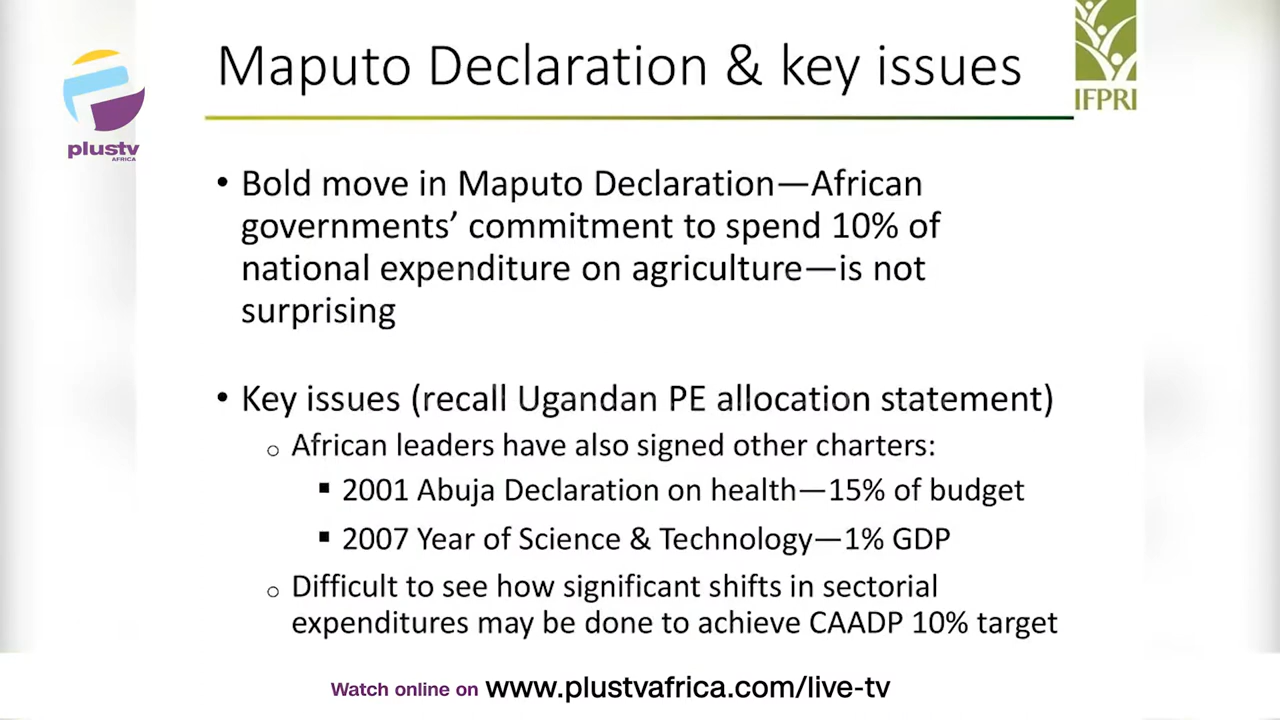 Maputo Declaration & key issues
IFPRI
plustv
AFRICA
• Bold move in Maputo Declaration—African
governments’ commitment to spend 10% of
national expenditure on agriculture—is not
surprising
• Key issues (recall Ugandan PE allocation statement)
o African leaders have also signed other charters:
▪ 2001 Abuja Declaration on health—15% of budget
▪ 2007 Year of Science & Technology—1% GDP
o Difficult to see how significant shifts in sectorial
expenditures may be done to achieve CAADP 10% target
Watch online on www.plustvafrica.com/live-tv